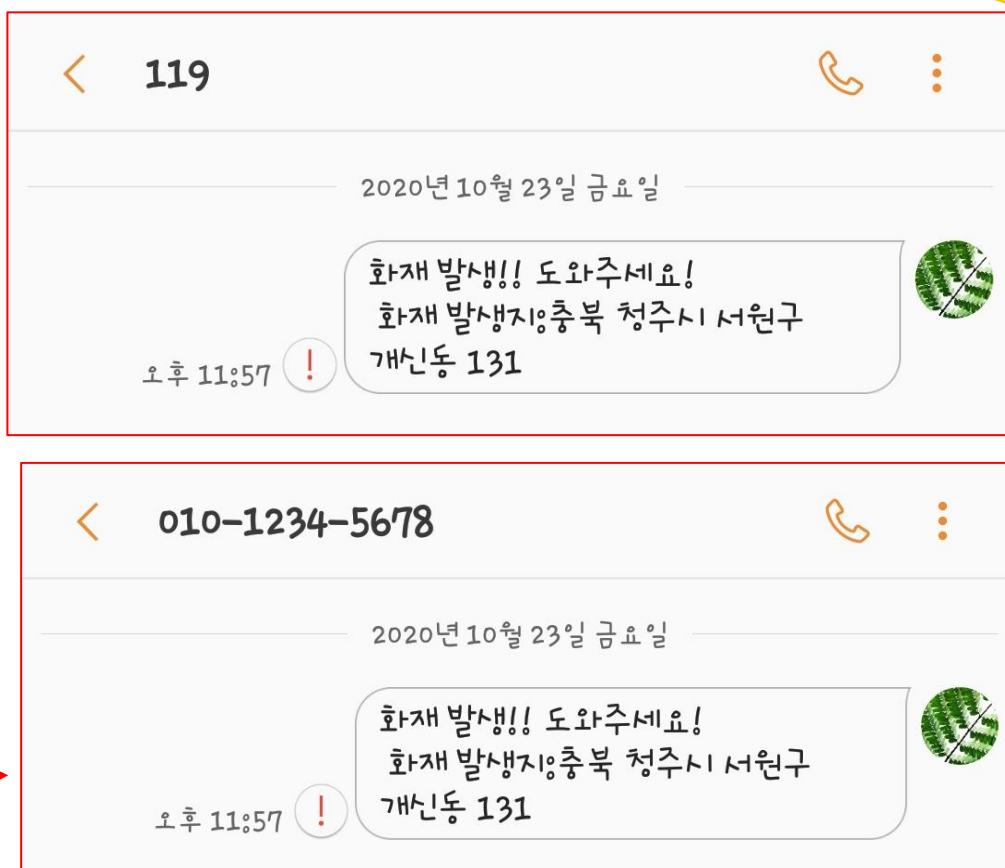 119
2020년 10월 23일 금요일
화재 발생!! 도와주세요!
화재 발생지:충북 청주시 서원구
개신동 131
오후 11:57
010-1234-5678
2020년 10월 23일 금요일
화재 발생!! 도와주세요!
화재 발생지:충북 청주시 서원구
개신동 131
오후 11:57